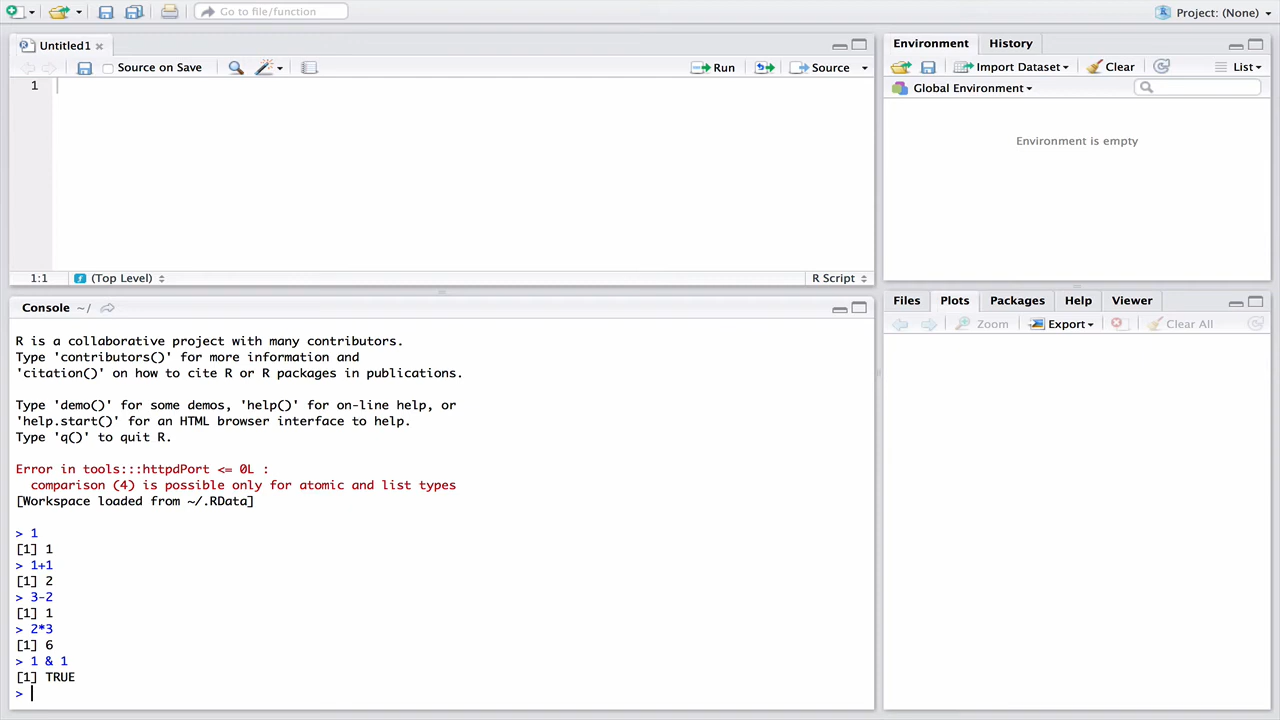 Go to file/function
Project: (None)
Untitled1
Source on Save
Run
Source
1
1:1
(Top Level)
R Script
Console ~/
R is a collaborative project with many contributors.
Type 'contributors()' for more information and
'citation()' on how to cite R or R packages in publications.
Type 'demo()' for some demos, 'help()' for on-line help, or
'help.start()' for an HTML browser interface to help.
Type 'q()' to quit R.
Error in tools:::httpdPort <= 0L :
comparison (4) is possible only for atomic and list types
[Workspace loaded from ~/.RData]
> 1
[1] 1
> 1+1
[1] 2
> 3-2
[1] 1
> 2*3
[1] 6
> 1 & 1
[1] TRUE
>
Environment
History
Import Dataset
Clear
List
Global Environment
Environment is empty
Files
Plots
Packages
Help
Viewer
Zoom
Export
Clear All